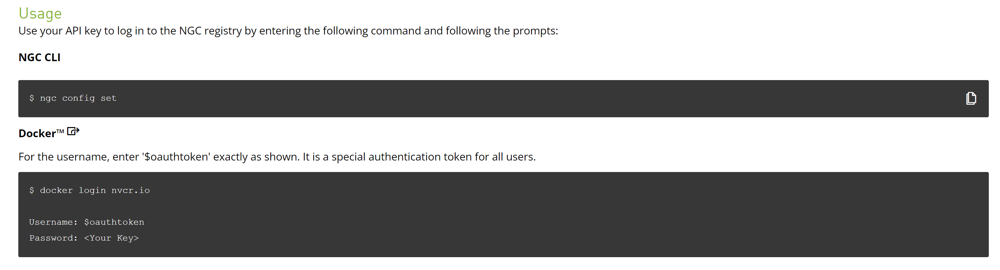 Usage
Use your API key to log in to the NGC registry by entering the following command and following the prompts:
NGC CLI
$ ngc config set
Docker™
For the username, enter '$oauthtoken' exactly as shown. It is a special authentication token for all users.
$ docker login nvcr.io
Username: $oauthtoken
Password: <Your Key>